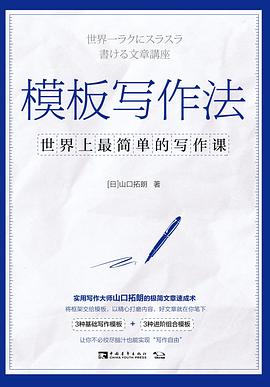 世界一ラクにスラスラ
書ける文章講座
模板写作法
世界上最简单的写作课
[日]山口拓朗 著
实用写作大师山口拓朗的极简文章速成术
将框架交给模板，以精心打磨内容，好文章就在你笔下
3种基础写作模板 + 3种进阶组合模板
让你不必绞尽脑汁也能实现“写作自由”
中国青年出版社